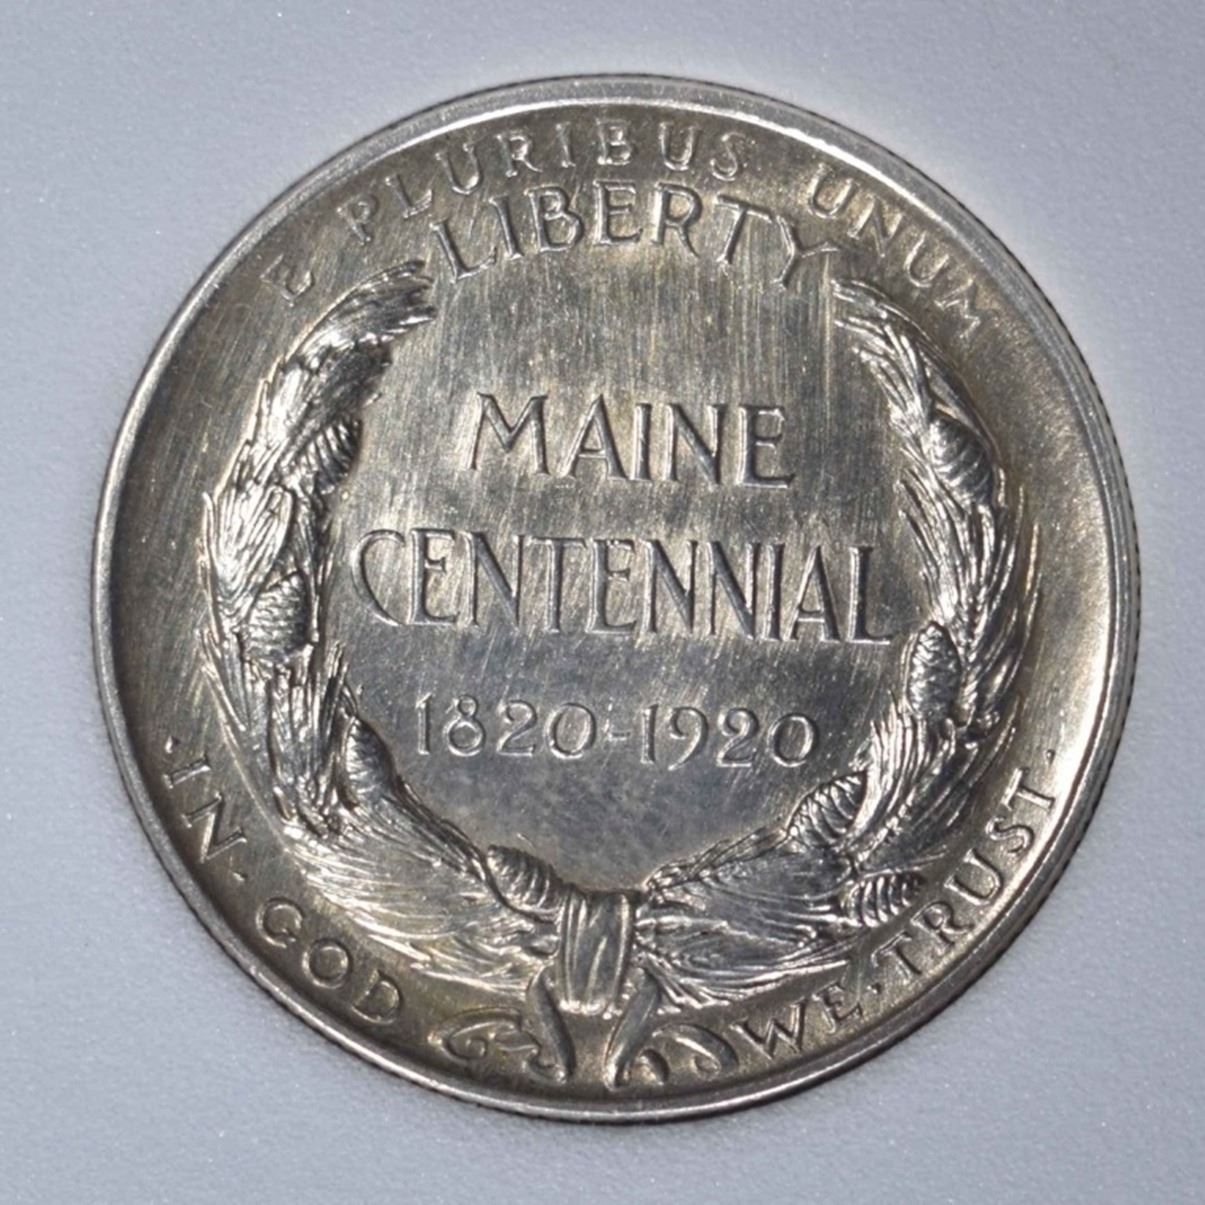 E PLURIBUS UNUM
LIBERTY
MAINE
CENTENNIAL
1820-1920
·IN·GOD WE·TRUST·